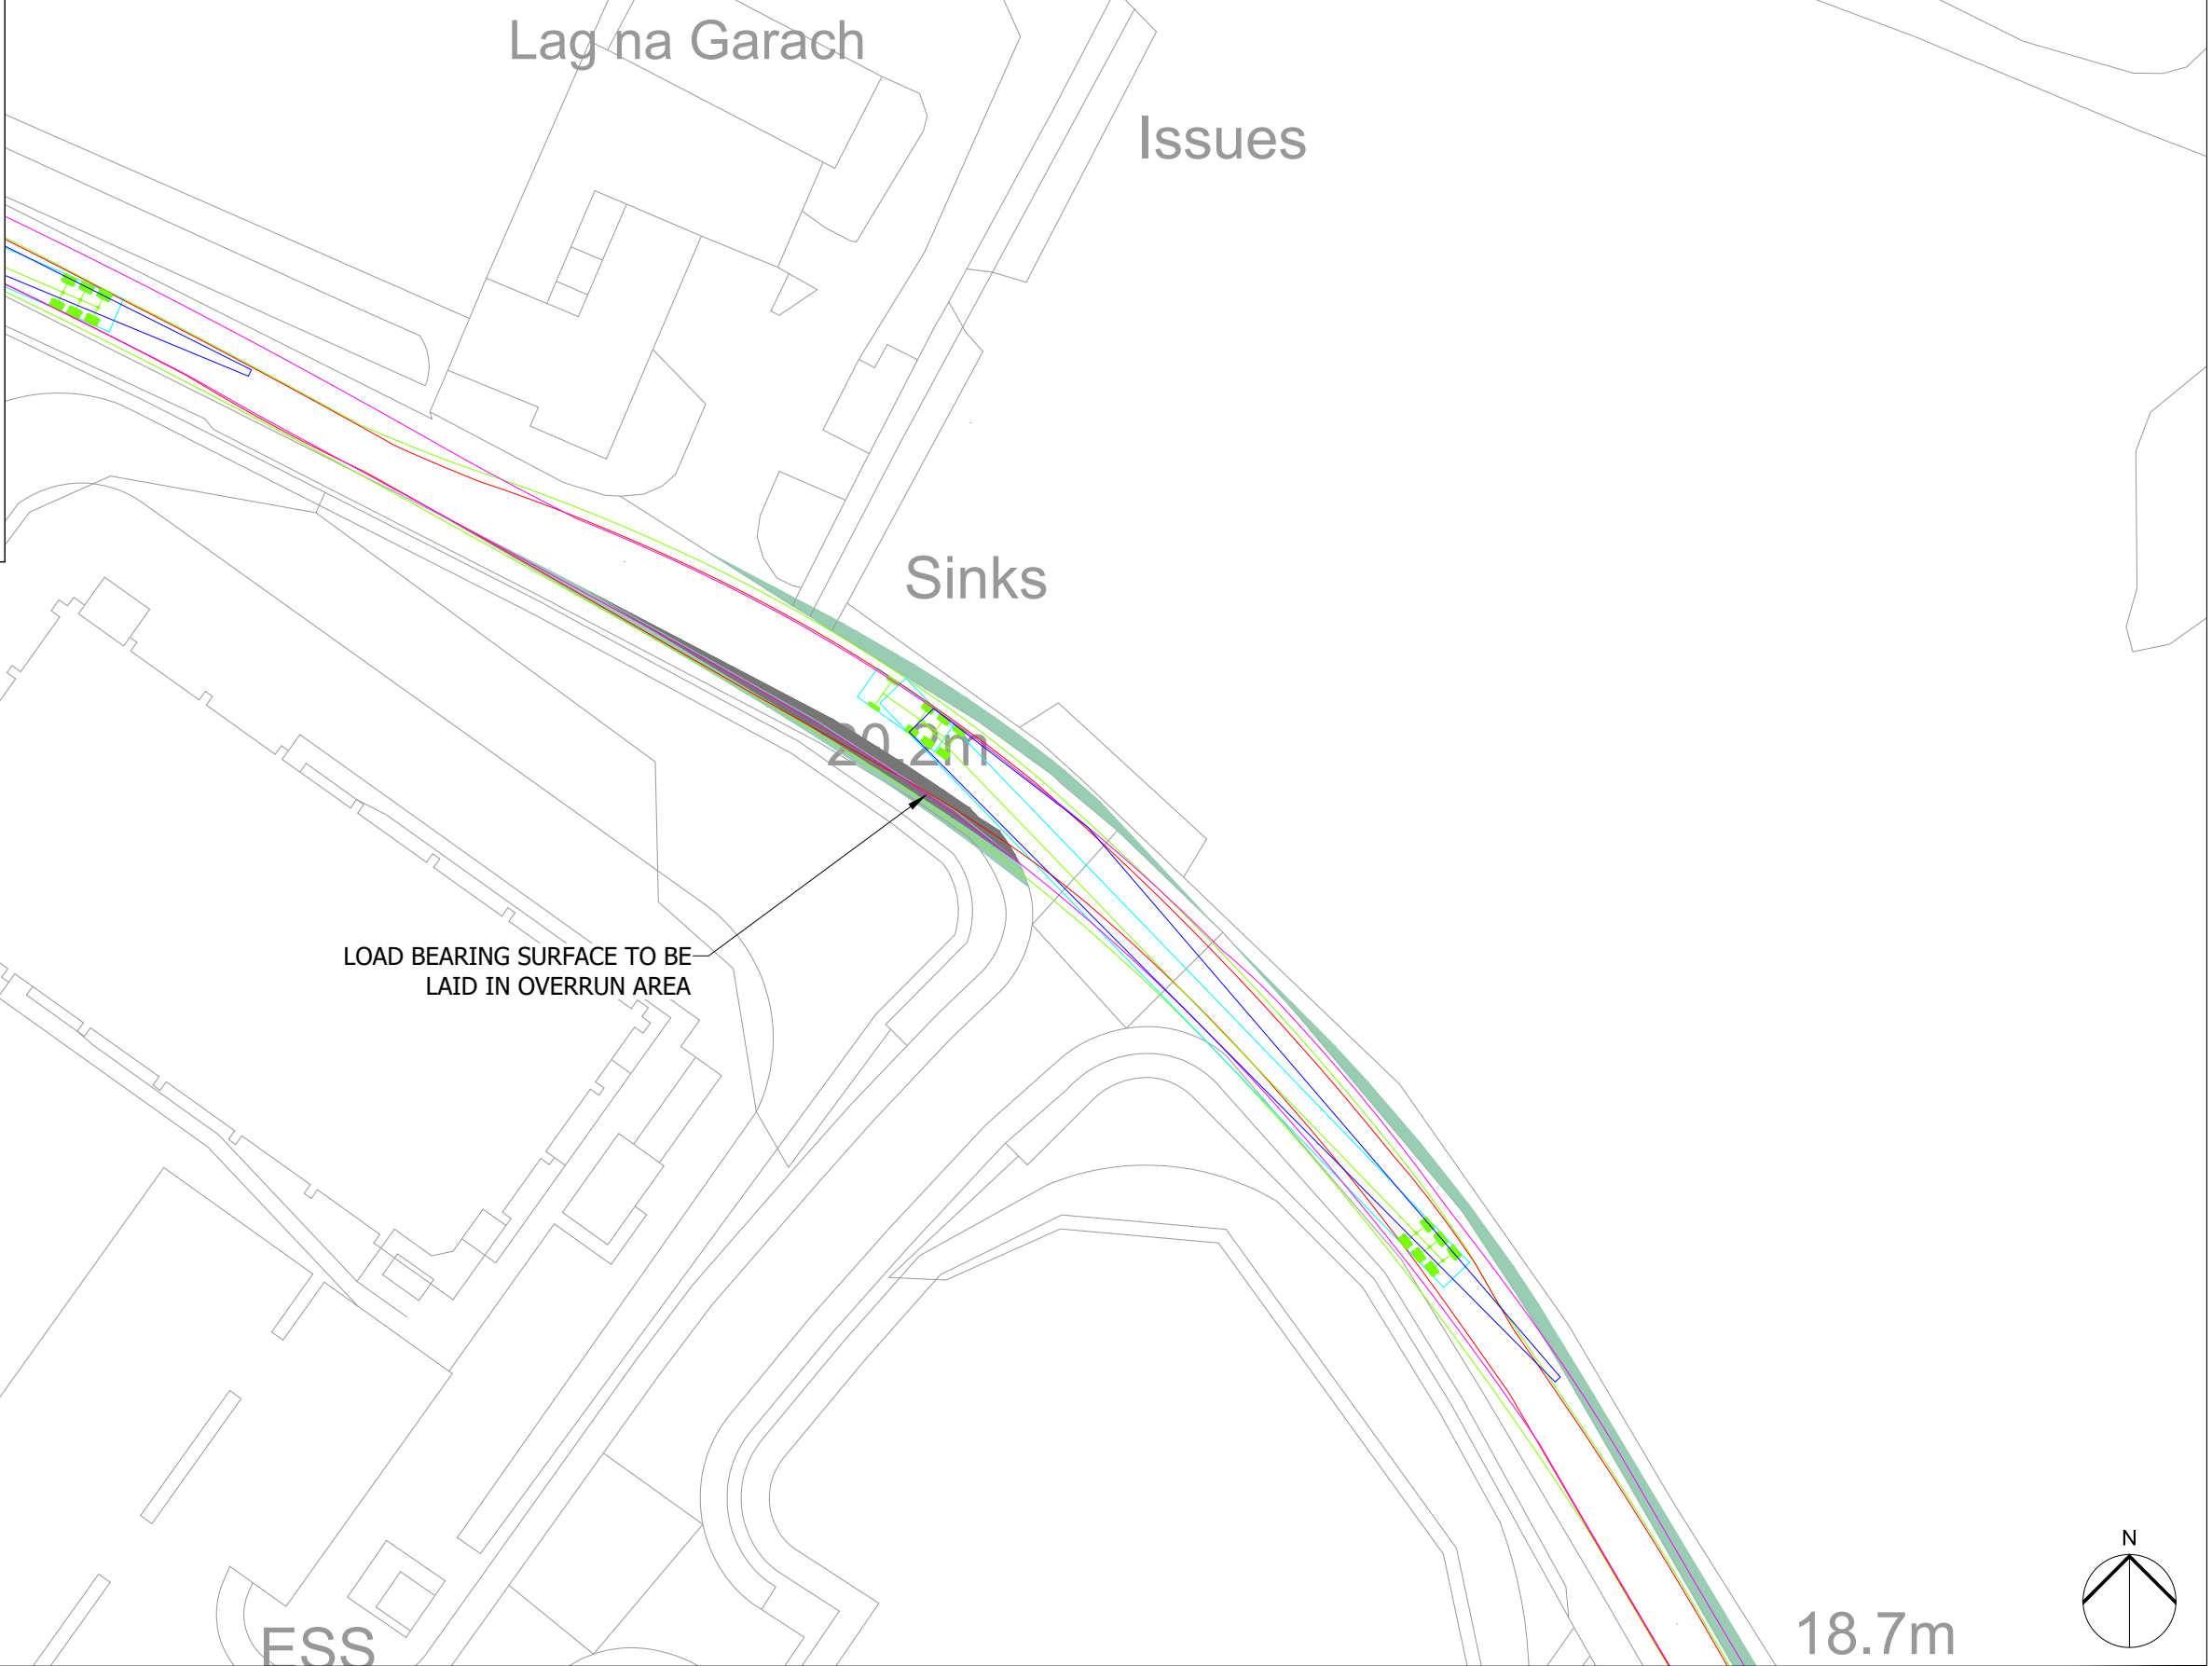 Lag na Garach
Issues
Sinks
20.2m
LOAD BEARING SURFACE TO BE
LAID IN OVERRUN AREA
N
18.7m
ESS